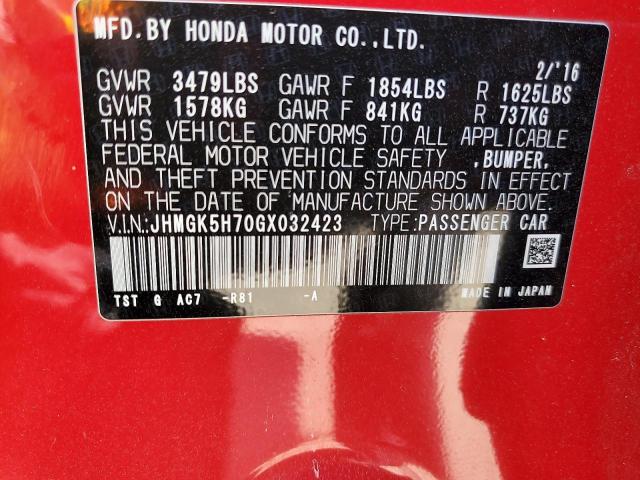 MFD.BY HONDA MOTOR CO.,LTD.
2/'16
GVWR 3479LBS GAWR F 1854LBS R 1625LBS
GVWR 1578KG GAWR F 841KG R 737KG
THIS VEHICLE CONFORMS TO ALL APPLICABLE
FEDERAL MOTOR VEHICLE SAFETY ,BUMPER,
AND THEFT PREVENTION STANDARDS IN EFFECT
ON THE DATE OF MANUFACTURE SHOWN ABOVE.
V.I.N.:JHMGK5H70GX032423 TYPE:PASSENGER CAR
TST G AC7 -R81 -A MADE IN JAPAN